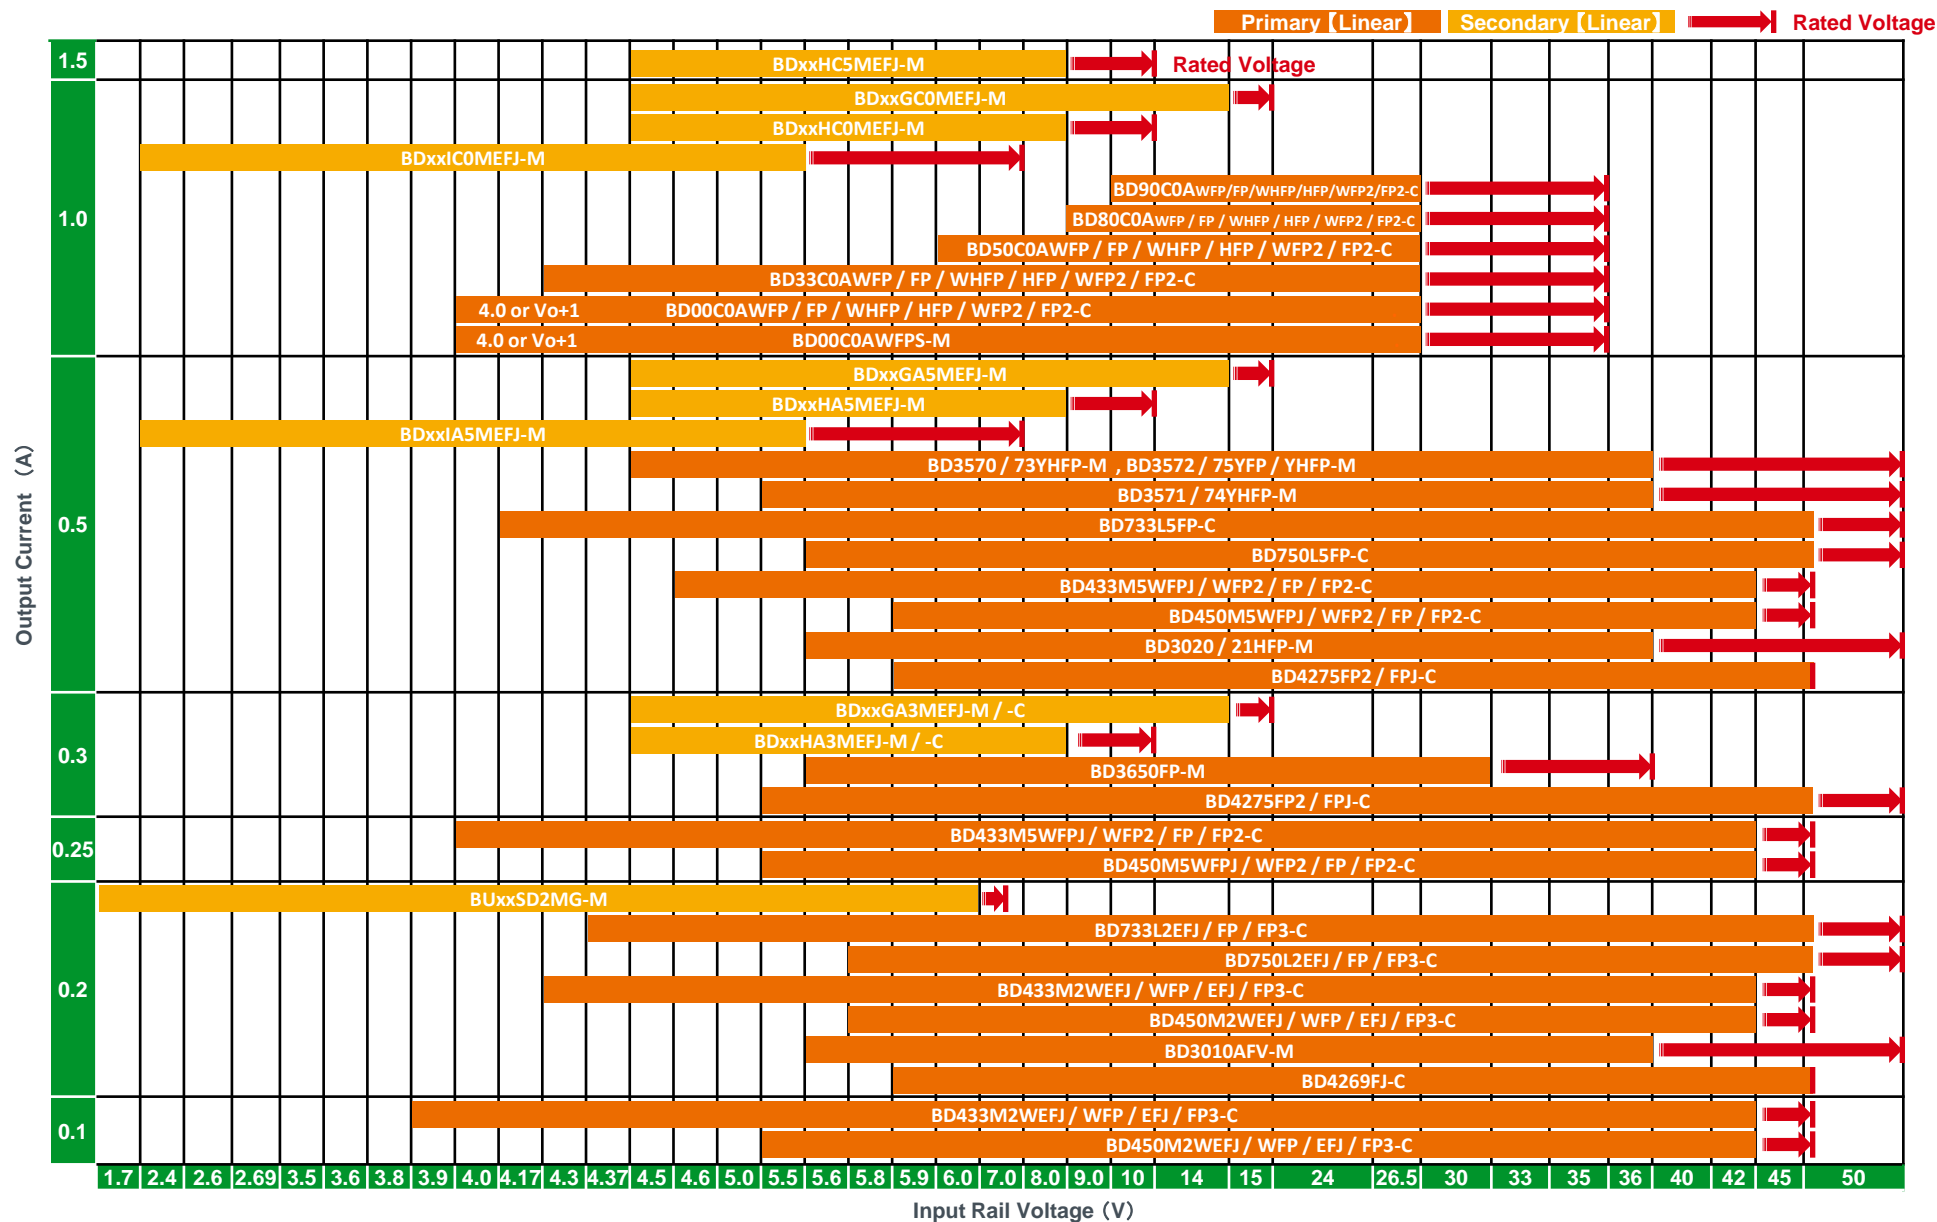 Primary【Linear】 Secondary【Linear】 Rated Voltage
1.5
BDxxHC5MEFJ-M
Rated Voltage
1.0
BDxxGC0MEFJ-M
BDxxHC0MEFJ-M
BDxxIC0MEFJ-M
BD90C0AWFP/FP/WHFP/HFP/WFP2/FP2-C
BD80C0AWFP / FP / WHFP / HFP / WFP2 / FP2-C
BD50C0AWFP / FP / WHFP / HFP / WFP2 / FP2-C
BD33C0AWFP / FP / WHFP / HFP / WFP2 / FP2-C
4.0 or Vo+1 BD00C0AWFP / FP / WHFP / HFP / WFP2 / FP2-C
4.0 or Vo+1 BD00C0AWFPS-M
0.5
BDxxGA5MEFJ-M
BDxxHA5MEFJ-M
BDxxIA5MEFJ-M
BD3570 / 73YHFP-M , BD3572 / 75YFP / YHFP-M
BD3571 / 74YHFP-M
BD733L5FP-C
BD750L5FP-C
BD433M5WFPJ / WFP2 / FP / FP2-C
BD450M5WFPJ / WFP2 / FP / FP2-C
BD3020 / 21HFP-M
BD4275FP2 / FPJ-C
0.3
BDxxGA3MEFJ-M / -C
BDxxHA3MEFJ-M / -C
BD3650FP-M
BD4275FP2 / FPJ-C
0.25
BD433M5WFPJ / WFP2 / FP / FP2-C
BD450M5WFPJ / WFP2 / FP / FP2-C
0.2
BUxxSD2MG-M
BD733L2EFJ / FP / FP3-C
BD750L2EFJ / FP / FP3-C
BD433M2WEFJ / WFP / EFJ / FP3-C
BD450M2WEFJ / WFP / EFJ / FP3-C
BD3010AFV-M
BD4269FJ-C
0.1
BD433M2WEFJ / WFP / EFJ / FP3-C
BD450M2WEFJ / WFP / EFJ / FP3-C
Output Current （A）
1.7 2.4 2.6 2.69 3.5 3.6 3.8 3.9 4.0 4.17 4.3 4.37 4.5 4.6 5.0 5.5 5.6 5.8 5.9 6.0 7.0 8.0 9.0 10 14 15 24 26.5 30 33 35 36 40 42 45 50
Input Rail Voltage （V）